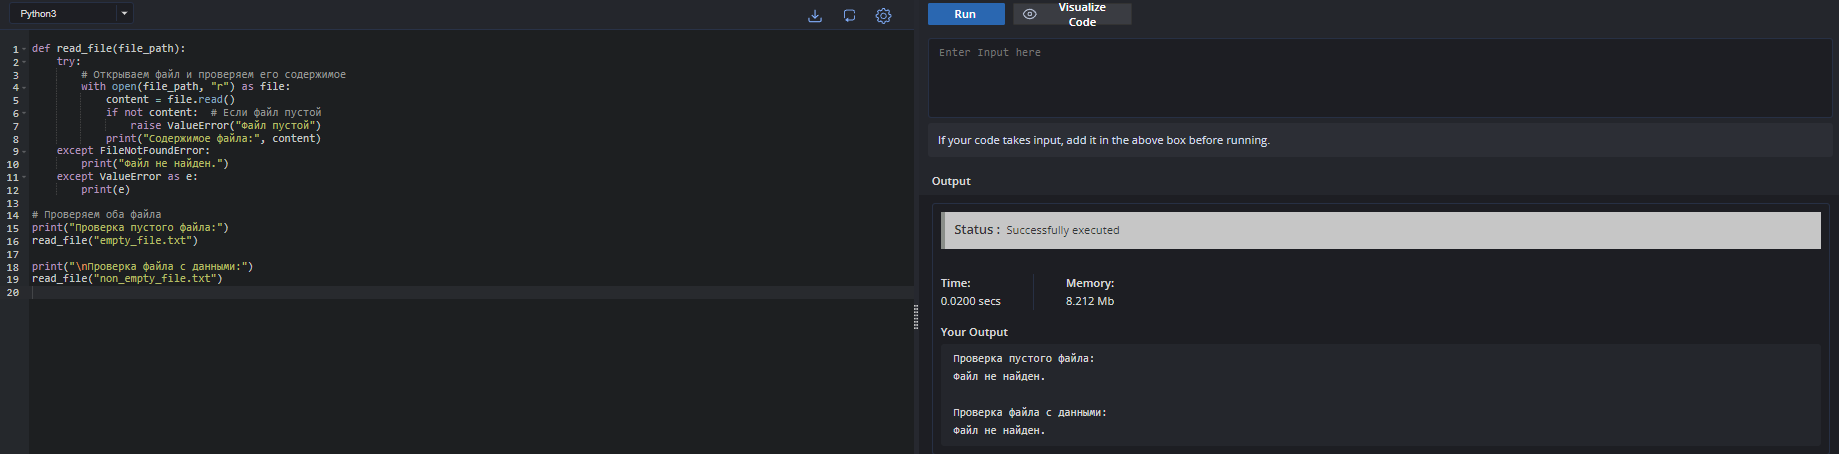 Python3
1 def read_file(file_path):
2     try:
3         # Открываем файл и проверяем его содержимое
4         with open(file_path, "r") as file:
5             content = file.read()
6             if not content:  # Если файл пустой
7                 raise ValueError("Файл пустой")
8             print("Содержимое файла:", content)
9     except FileNotFoundError:
10         print("Файл не найден.")
11     except ValueError as e:
12         print(e)
13
14 # Проверяем оба файла
15 print("Проверка пустого файла:")
16 read_file("empty_file.txt")
17
18 print("\nПроверка файла с данными:")
19 read_file("non_empty_file.txt")
20
Run
Visualize
Code
Enter Input here
If your code takes input, add it in the above box before running.
Output
Status : Successfully executed
Time:
0.0200 secs
Memory:
8.212 Mb
Your Output
Проверка пустого файла:
Файл не найден.
Проверка файла с данными:
Файл не найден.